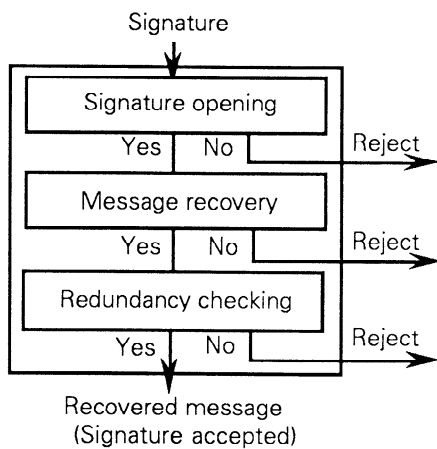 Signature
Signature opening
Yes No Reject
Message recovery
Yes No Reject
Redundancy checking
Yes No Reject
Recovered message
(Signature accepted)